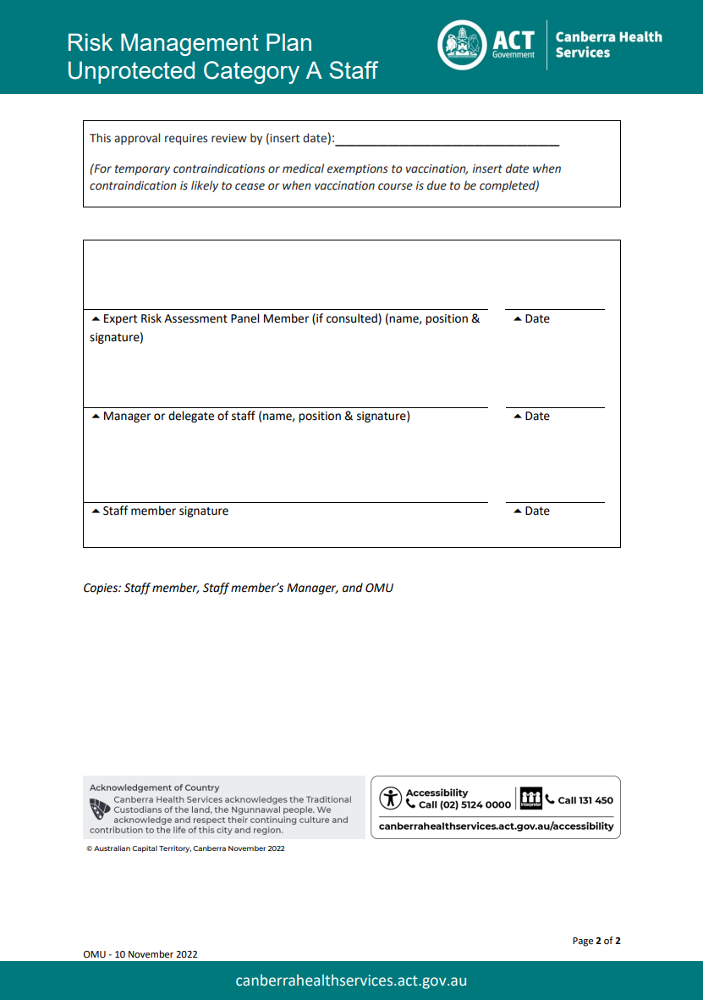 Risk Management Plan
Unprotected Category A Staff
ACT
Government
Canberra Health
Services
This approval requires review by (insert date):
(For temporary contraindications or medical exemptions to vaccination, insert date when
contraindication is likely to cease or when vaccination course is due to be completed)
Expert Risk Assessment Panel Member (if consulted) (name, position &
signature)
Date
Manager or delegate of staff (name, position & signature)
Date
Staff member signature
Date
Copies: Staff member, Staff member’s Manager, and OMU
Acknowledgement of Country
Canberra Health Services acknowledges the Traditional
Custodians of the land, the Ngunnawal people. We
acknowledge and respect their continuing culture and
contribution to the life of this city and region.
© Australian Capital Territory, Canberra November 2022
Accessibility
Call (02) 5124 0000
Interpreter
Call 131 450
canberrahealthservices.act.gov.au/accessibility
Page 2 of 2
OMU - 10 November 2022
canberrahealthservices.act.gov.au